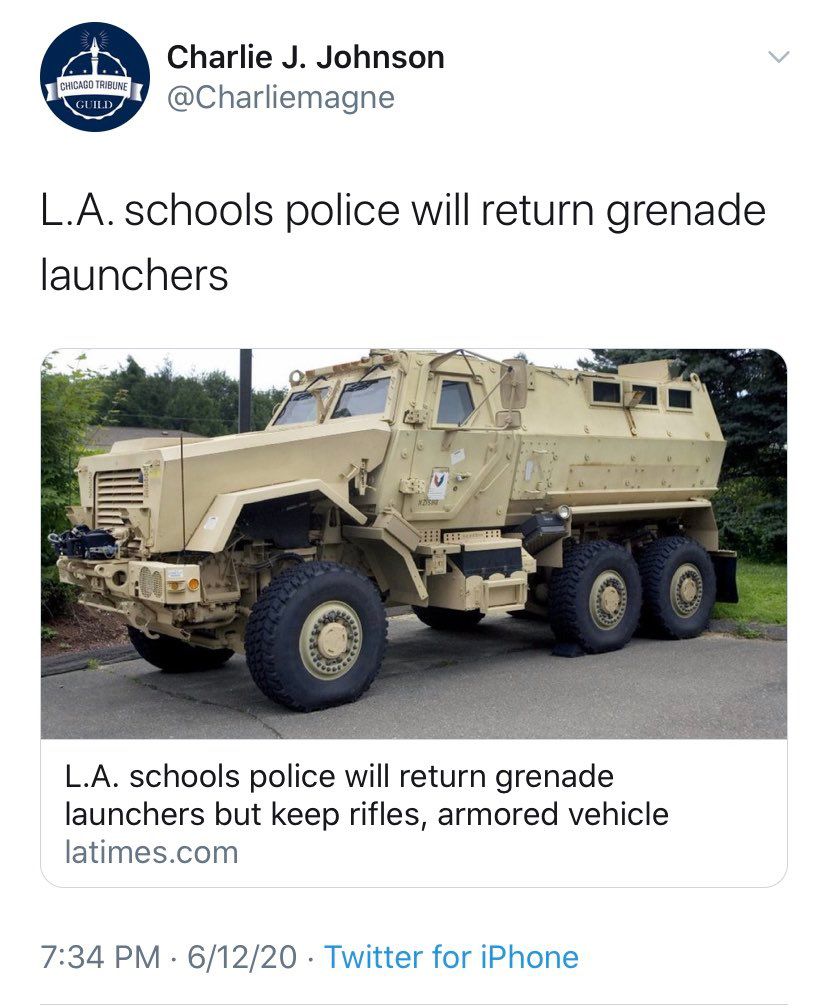 CHICAGO TRIBUNE
GUILD
Charlie J. Johnson
@Charliemagne
L.A. schools police will return grenade
launchers
L.A. schools police will return grenade
launchers but keep rifles, armored vehicle
latimes.com
7:34 PM · 6/12/20 · Twitter for iPhone